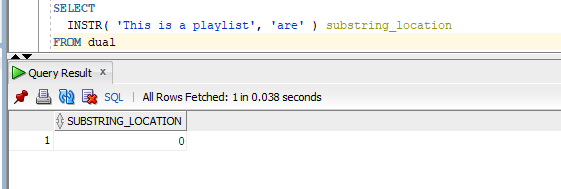 SELECT
INSTR( 'This is a playlist', 'are' ) substring_location
FROM dual
Query Result x
SQL | All Rows Fetched: 1 in 0.038 seconds
SUBSTRING_LOCATION
1 0